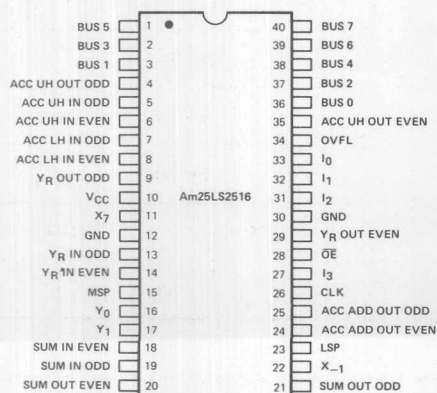 BUS 5 1 40 BUS 7
BUS 3 2 39 BUS 6
BUS 1 3 38 BUS 4
ACC UH OUT ODD 4 37 BUS 2
ACC UH IN ODD 5 36 BUS 0
ACC UH IN EVEN 6 35 ACC UH OUT EVEN
ACC LH IN ODD 7 34 OVFL
ACC LH IN EVEN 8 33 I0
YR OUT ODD 9 32 I1
VCC 10 Am25LS2516 31 I2
X7 11 30 GND
GND 12 29 YR OUT EVEN
YR IN ODD 13 28 OE
YR IN EVEN 14 27 I3
MSP 15 26 CLK
Y0 16 25 ACC ADD OUT ODD
Y1 17 24 ACC ADD OUT EVEN
SUM IN EVEN 18 23 LSP
SUM IN ODD 19 22 X–1
SUM OUT EVEN 20 21 SUM OUT ODD